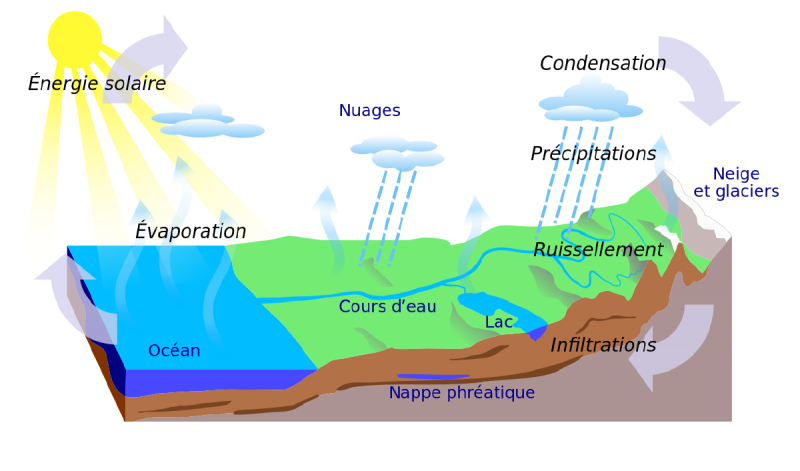 Condensation
Énergie solaire
Nuages
Précipitations
Neige
et glaciers
Évaporation
Ruissellement
Cours d'eau
Lac
Océan
Infiltrations
Nappe phréatique